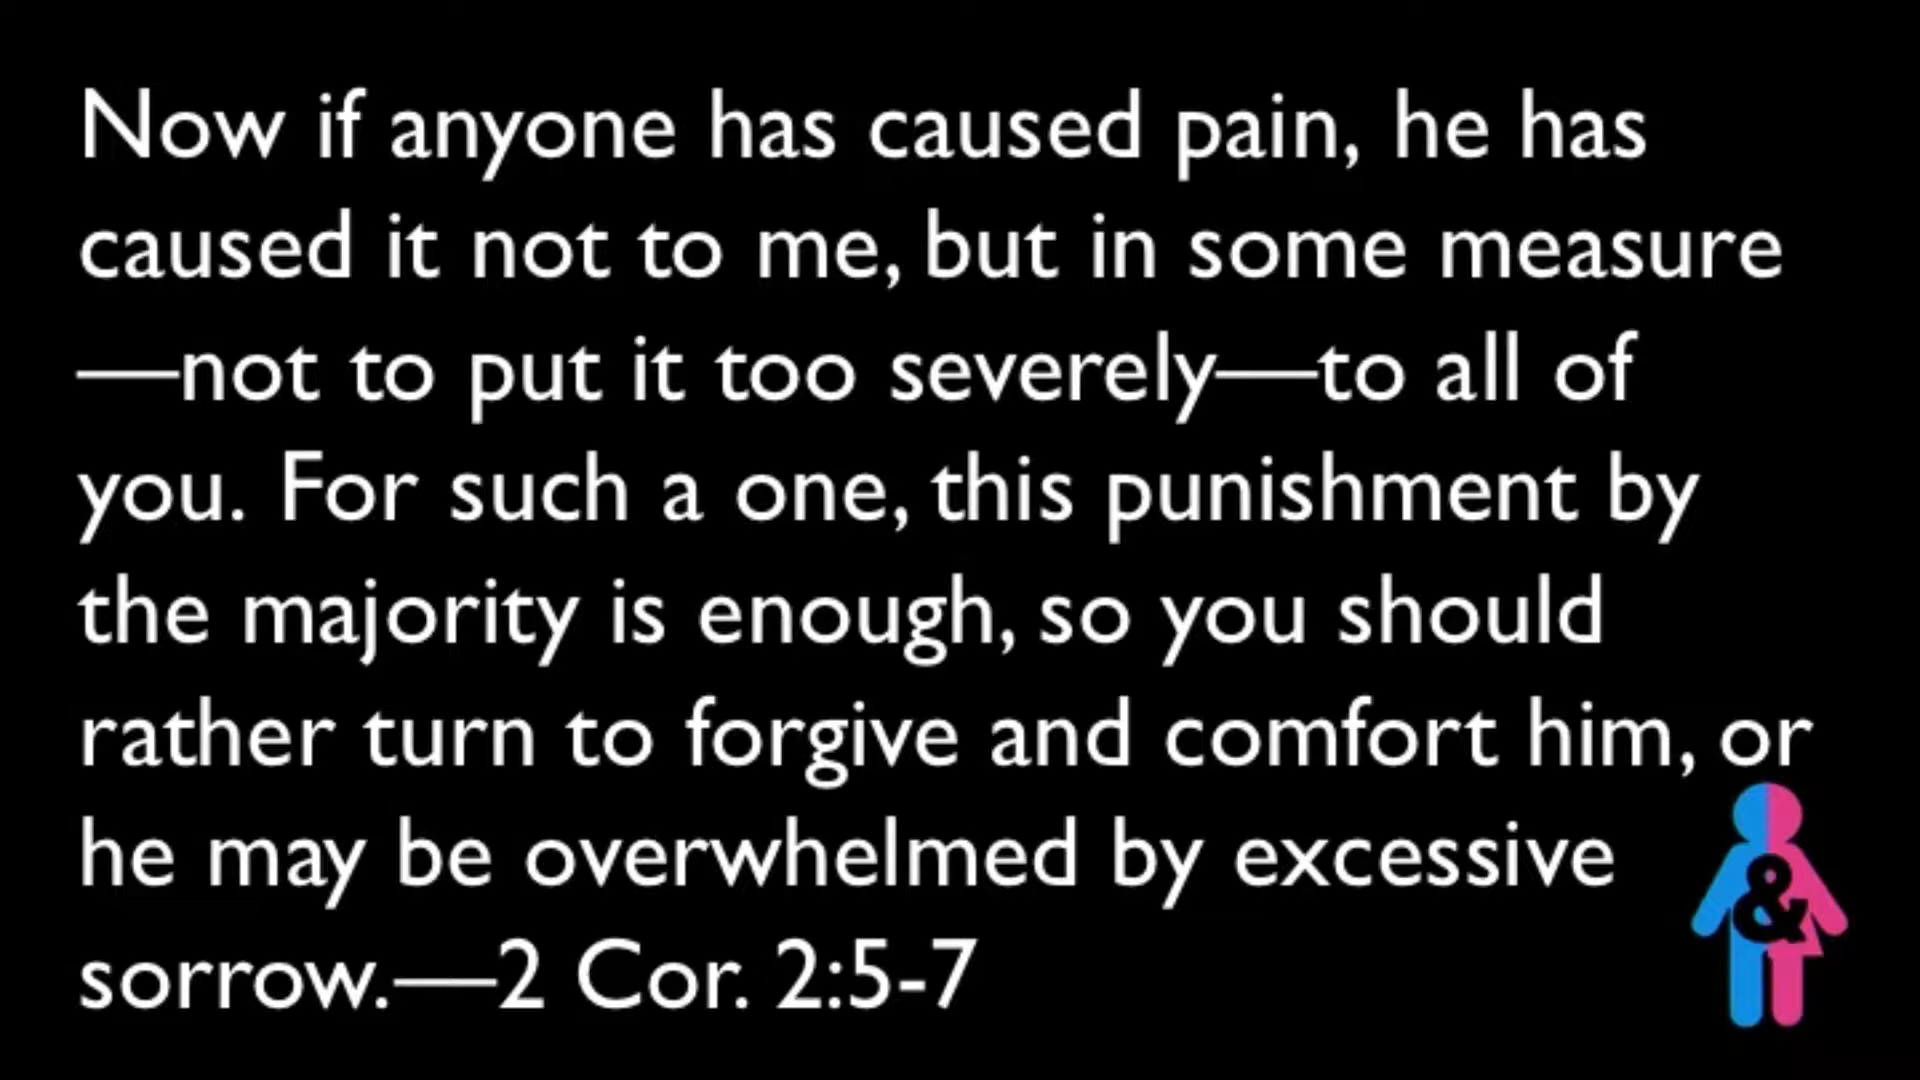 Now if anyone has caused pain, he has
caused it not to me, but in some measure
—not to put it too severely—to all of
you. For such a one, this punishment by
the majority is enough, so you should
rather turn to forgive and comfort him, or
he may be overwhelmed by excessive
sorrow.—2 Cor. 2:5-7
&